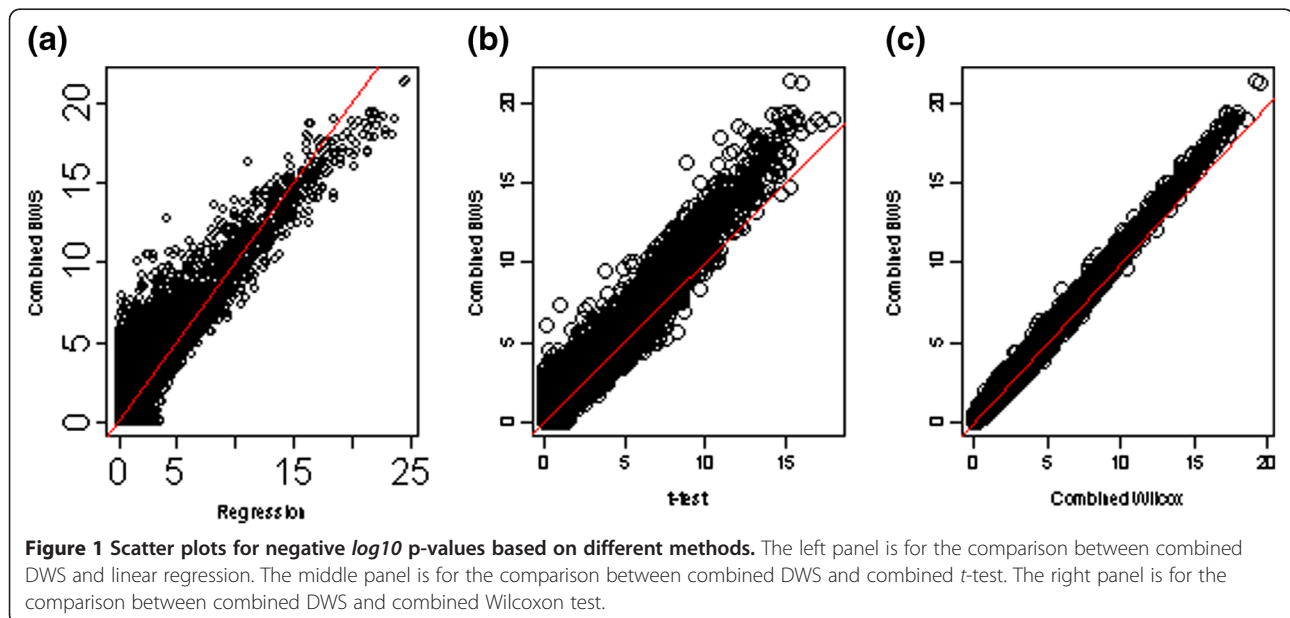 (a)
Combined BWS
20
15
10
5
0
0 5 15 25
Regression
(b)
Combined BWS
20
15
10
5
0
0 5 10 15
t-test
(c)
Combined BWS
20
15
10
5
0
0 5 10 15 20
Combined Wilcox
Figure 1 Scatter plots for negative log10 p-values based on different methods. The left panel is for the comparison between combined
DWS and linear regression. The middle panel is for the comparison between combined DWS and combined t-test. The right panel is for the
comparison between combined DWS and combined Wilcoxon test.